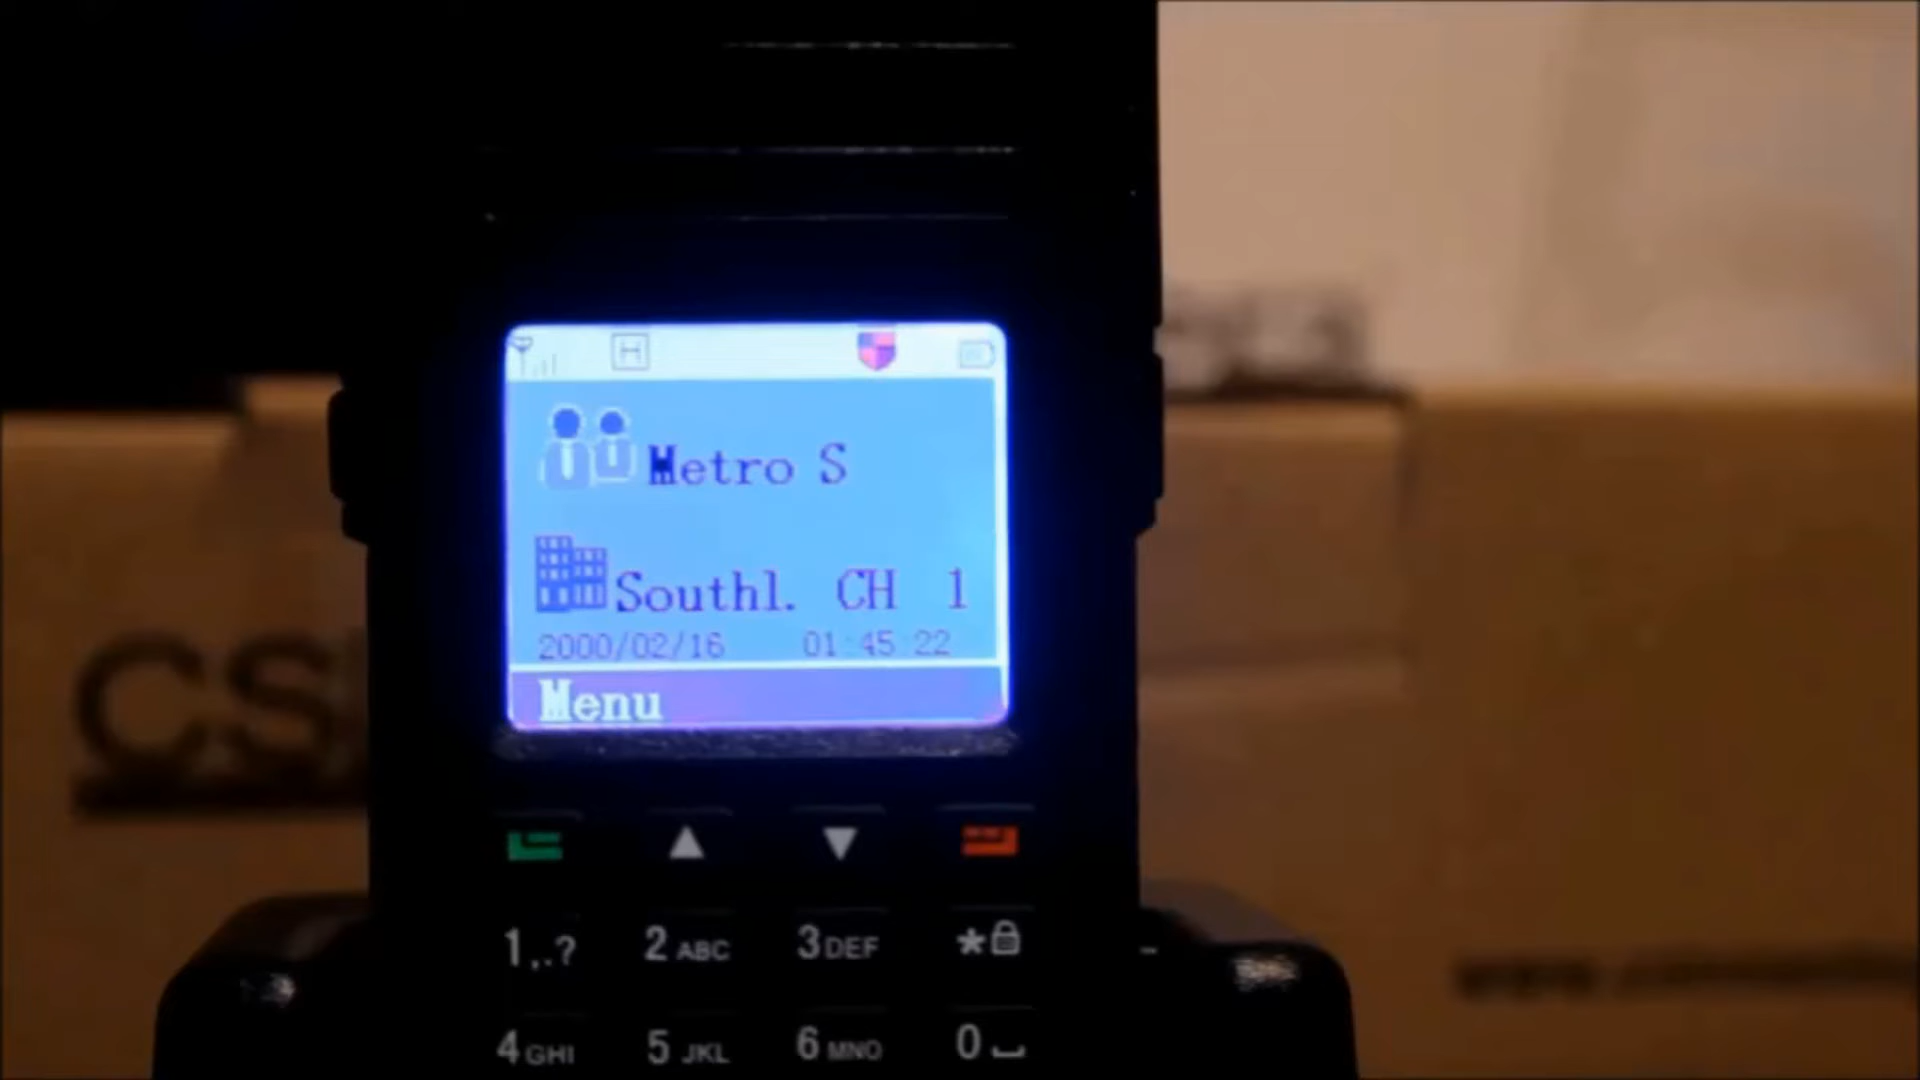 H
Metro S
Southl. CH 1
2000/02/16 01:45:22
Menu
CS
1,.? 2 ABC 3 DEF *
4 GHI 5 JKL 6 MNO 0